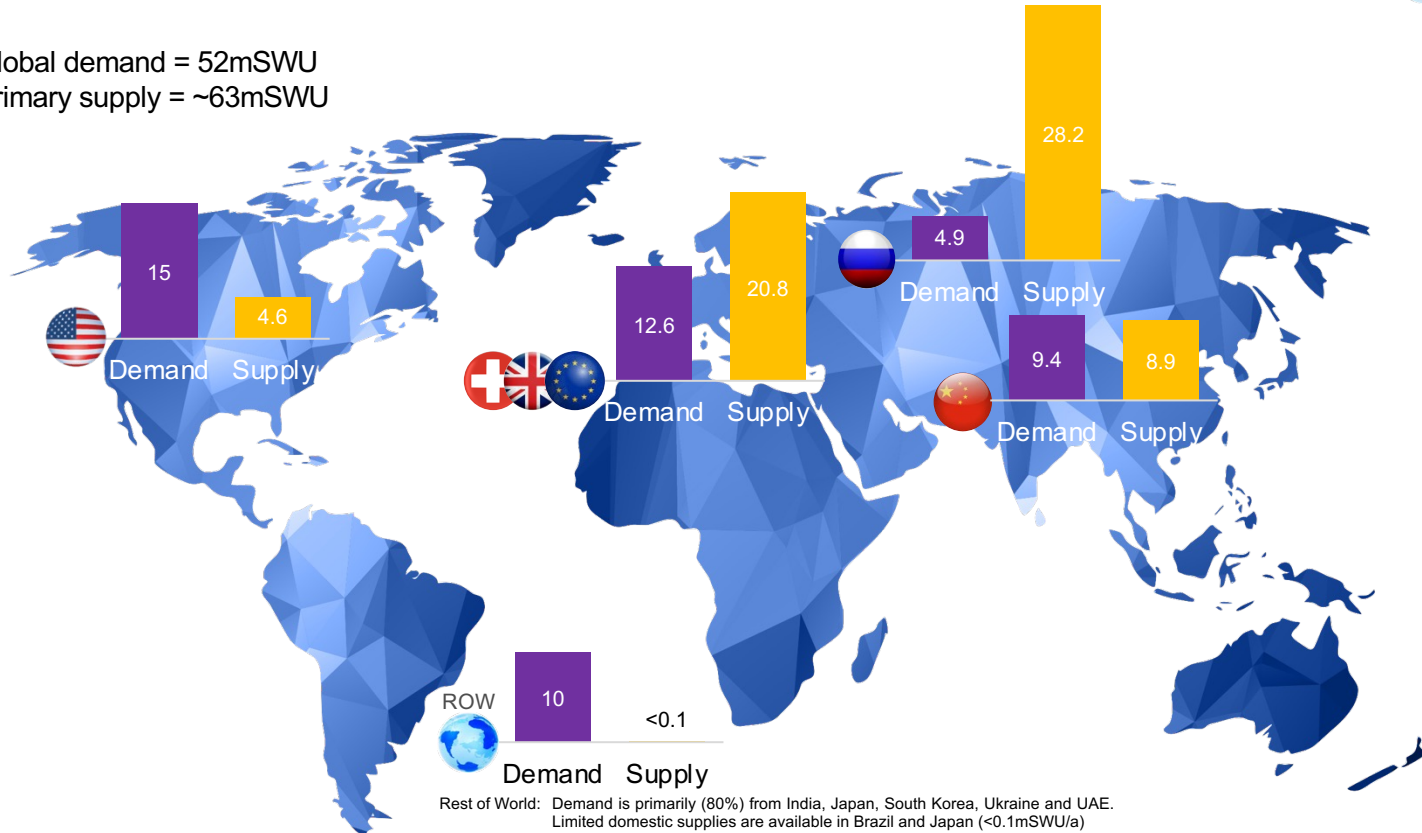 lobal demand = 52mSWU
rimary supply = ~63mSWU
28.2
15
4.6
Demand Supply
20.8
12.6
Demand Supply
4.9
Demand Supply
9.4
8.9
Demand Supply
ROW
10
<0.1
Demand Supply
Rest of World: Demand is primarily (80%) from India, Japan, South Korea, Ukraine and UAE.
Limited domestic supplies are available in Brazil and Japan (<0.1mSWU/a)